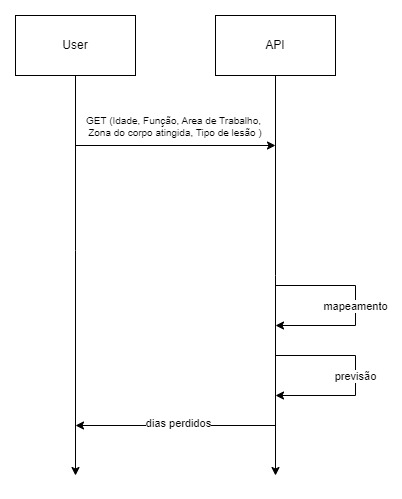 User
API
GET (Idade, Função, Area de Trabalho,
Zona do corpo atingida, Tipo de lesão )
mapeamento
previsão
dias perdidos